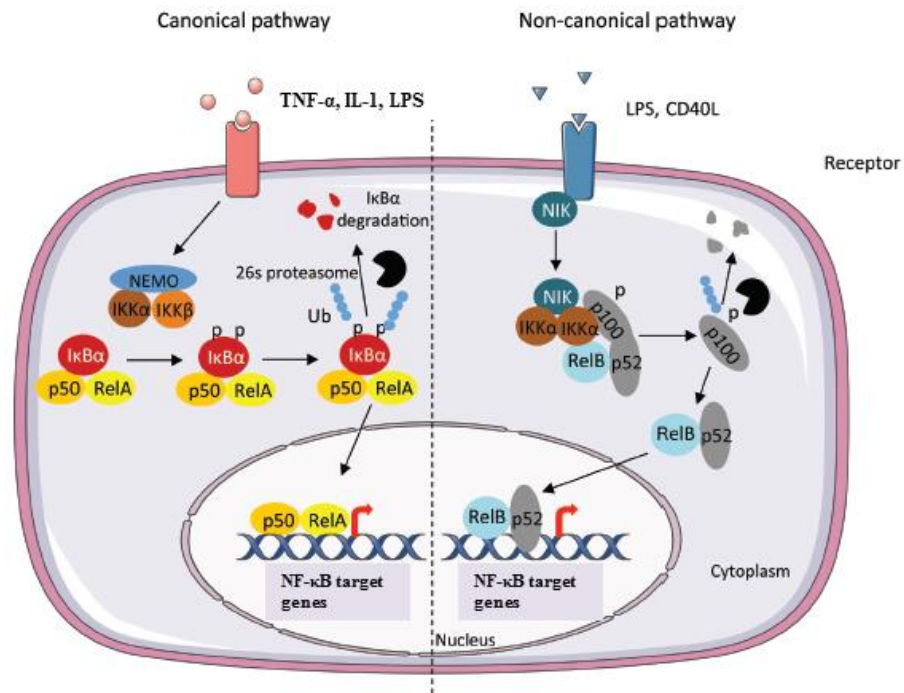 Canonical pathway
Non-canonical pathway
TNF-α, IL-1, LPS
LPS, CD40L
Receptor
IκBα
degradation
NIK
26s proteasome
NEMO
IKKα IKKβ
Ub
p p
p p
IκBα
IκBα
IκBα
p50 RelA
p50 RelA
p50 RelA
NIK
p
IKKα IKKα p100
RelB p52
p
p100
RelB p52
p50 RelA
RelB p52
NF-κB target
genes
NF-κB target
genes
Cytoplasm
Nucleus